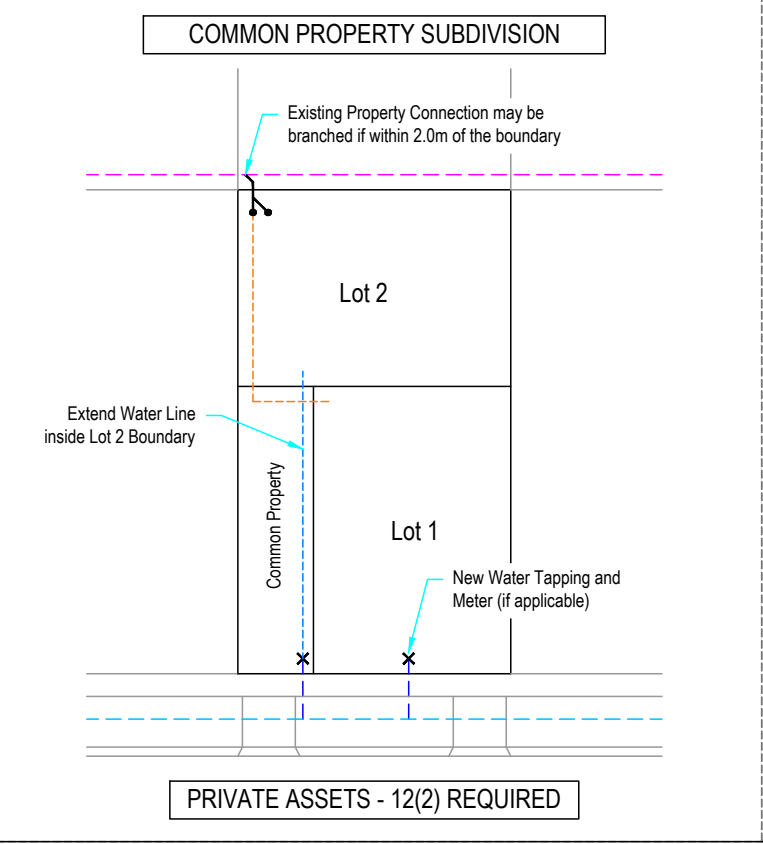 COMMON PROPERTY SUBDIVISION
Existing Property Connection may be
branched if within 2.0m of the boundary
Lot 2
Extend Water Line
inside Lot 2 Boundary
Common Property
Lot 1
New Water Tapping and
Meter (if applicable)
PRIVATE ASSETS - 12(2) REQUIRED